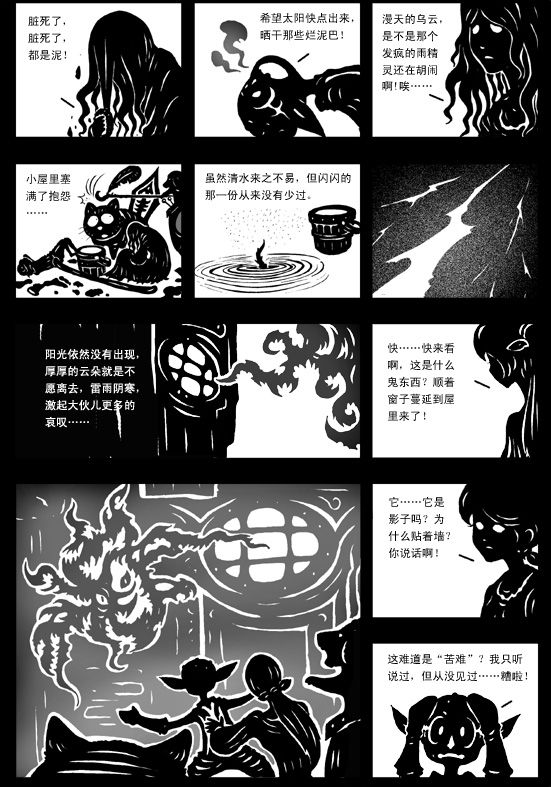 脏死了，
脏死了，
都是泥！
希望太阳快点出来，
晒干那些烂泥巴！
漫天的乌云，
是不是那个
发疯的雨精
灵还在胡闹
啊！唉……
小屋里塞
满了抱怨
……
虽然清水来之不易，但闪闪的
那一份从来没有少过。
阳光依然没有出现，
厚厚的云朵就是不
愿离去，雷雨阴寒，
激起大伙儿更多的
哀叹……
快……快来看
啊，这是什么
鬼东西？顺着
窗子蔓延到屋
里来了！
它……它是
影子吗？为
什么贴着墙？
你说话啊！
这难道是“苦难”？我只听
说过，但从没见过……糟啦！